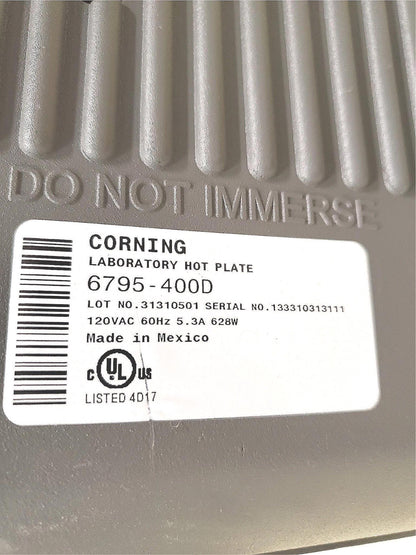 DO NOT IMMERSE
CORNING
LABORATORY HOT PLATE
6795-400D
LOT NO.31310501 SERIAL NO.133310313111
120VAC 60Hz 5.3A 628W
Made in Mexico
C UL US
LISTED 4D17